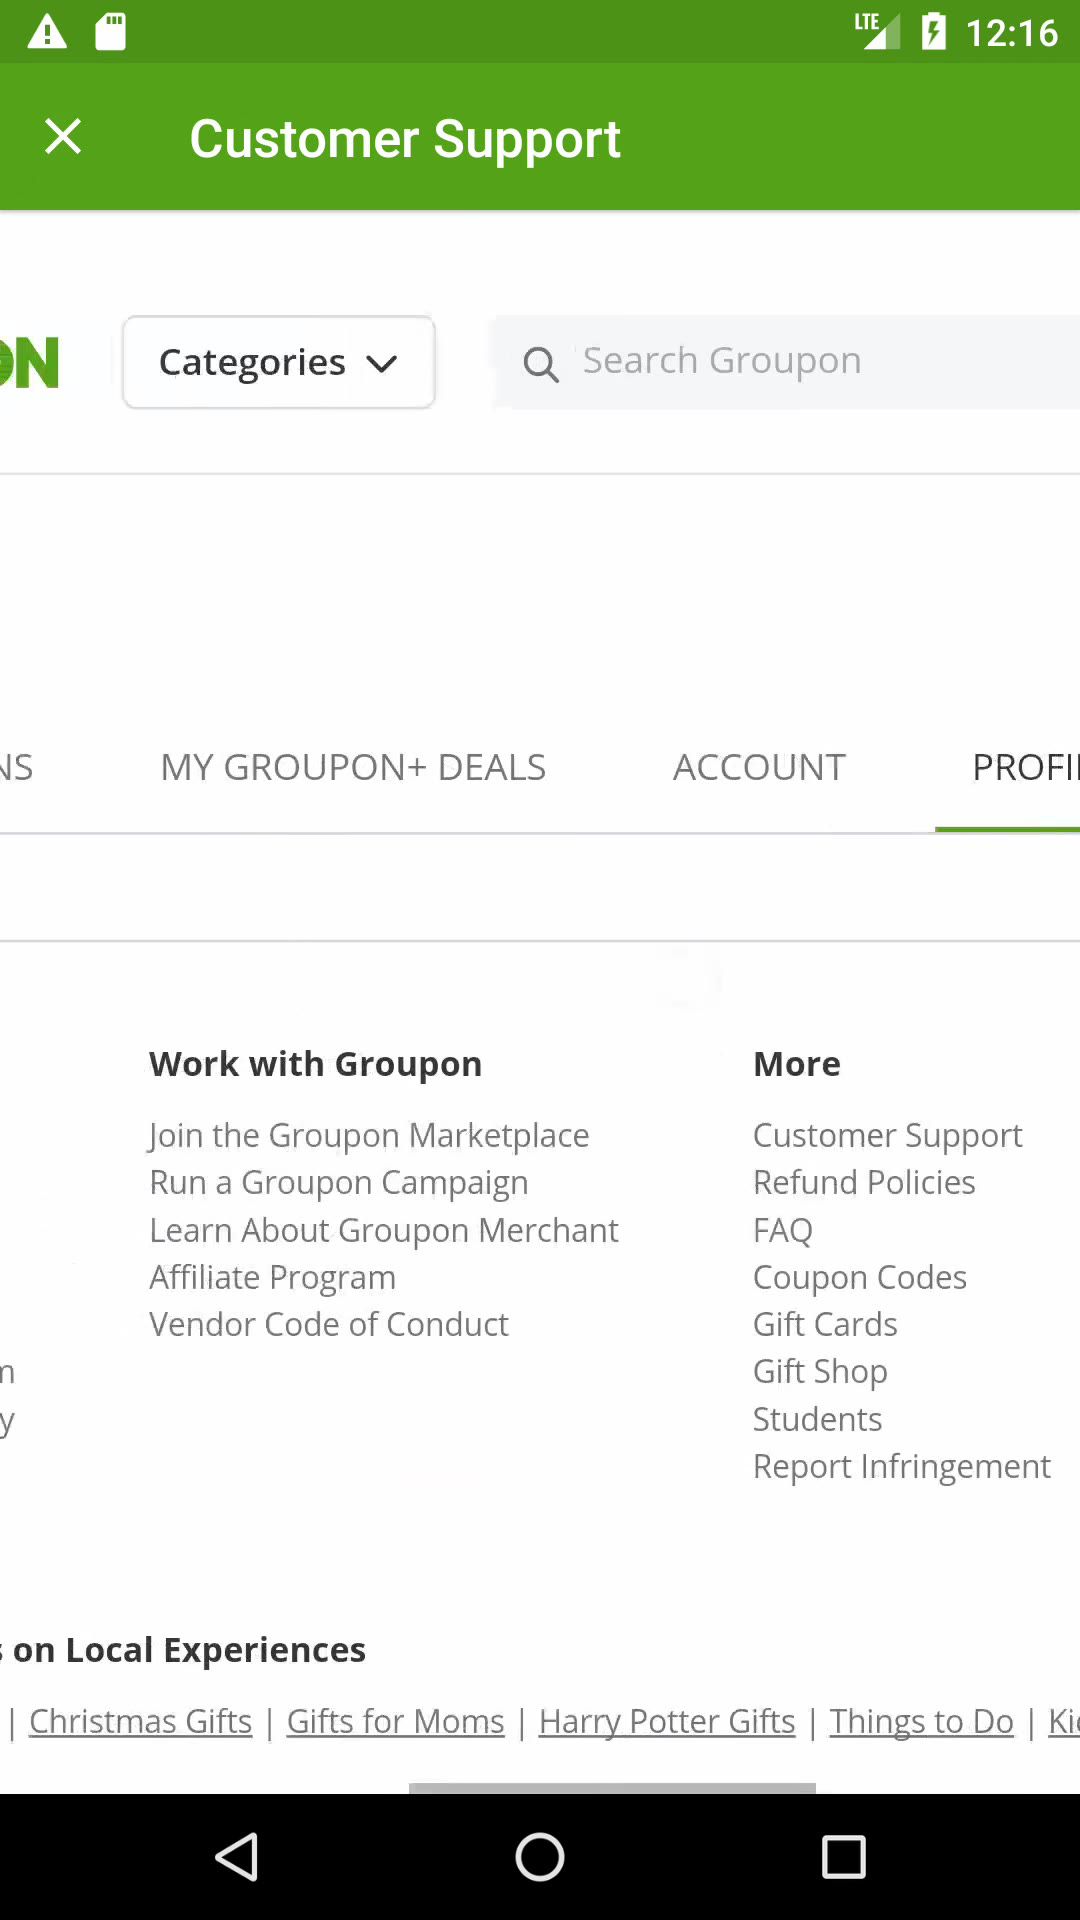 LTE 12:16
Customer Support
ON Categories Search Groupon
NS MY GROUPON+ DEALS ACCOUNT PROFI
Work with Groupon
Join the Groupon Marketplace
Run a Groupon Campaign
Learn About Groupon Merchant
Affiliate Program
Vendor Code of Conduct
m
y
More
Customer Support
Refund Policies
FAQ
Coupon Codes
Gift Cards
Gift Shop
Students
Report Infringement
s on Local Experiences
| Christmas Gifts | Gifts for Moms | Harry Potter Gifts | Things to Do | Ki